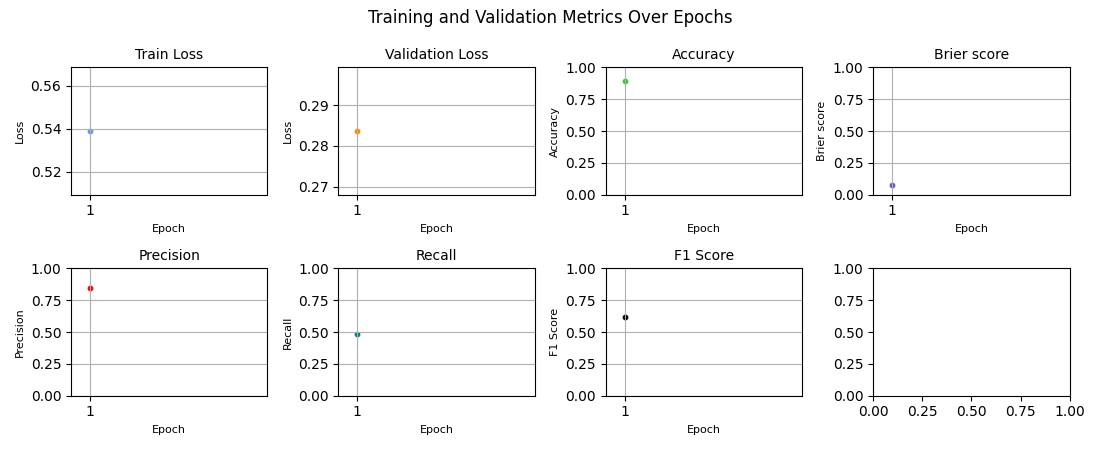 Training and Validation Metrics Over Epochs
Train Loss
Loss
0.56
0.54
0.52
1
Epoch
Validation Loss
Loss
0.29
0.28
0.27
1
Epoch
Accuracy
Accuracy
1.00
0.75
0.50
0.25
0.00
1
Epoch
Brier score
Brier score
1.00
0.75
0.50
0.25
0.00
1
Epoch
Precision
Precision
1.00
0.75
0.50
0.25
0.00
1
Epoch
Recall
Recall
1.00
0.75
0.50
0.25
0.00
1
Epoch
F1 Score
F1 Score
1.00
0.75
0.50
0.25
0.00
1
Epoch
1.00
0.75
0.50
0.25
0.00
0.00 0.25 0.50 0.75 1.00